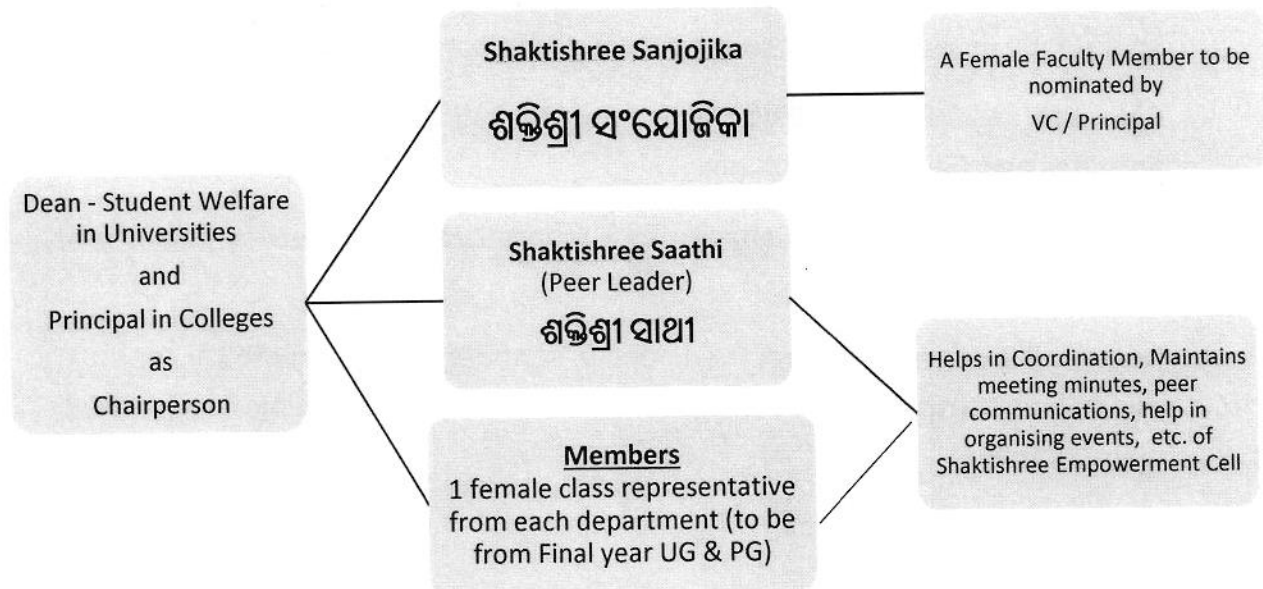 Dean - Student Welfare
in Universities
and
Principal in Colleges
as
Chairperson
Shaktishree Sanjojika
ଶକ୍ତିଶ୍ରୀ ସଂଯୋଜିକା
A Female Faculty Member to be
nominated by
VC / Principal
Shaktishree Saathi
(Peer Leader)
ଶକ୍ତିଶ୍ରୀ ସାଥୀ
Members
1 female class representative
from each department (to be
from Final year UG & PG)
Helps in Coordination, Maintains
meeting minutes, peer
communications, help in
organising events, etc. of
Shaktishree Empowerment Cell